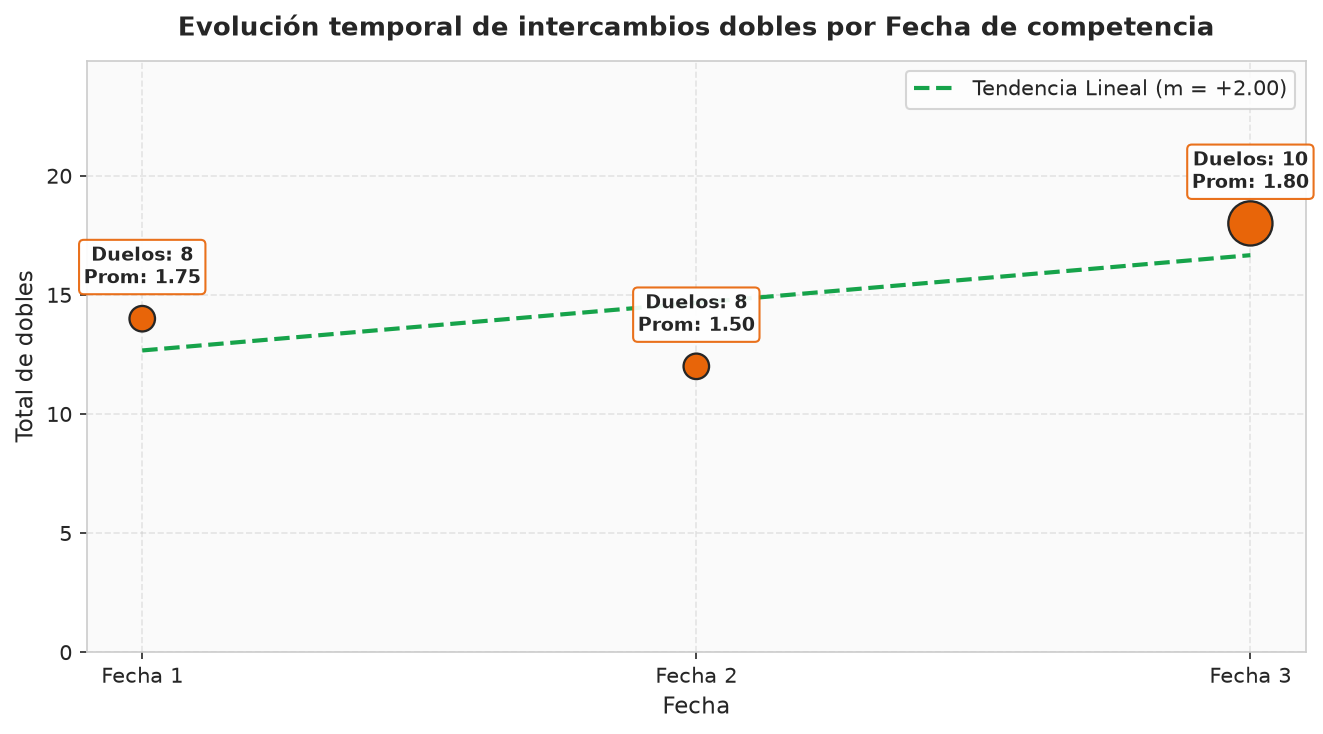 Evolución temporal de intercambios dobles por Fecha de competencia
Tendencia Lineal (m = +2.00)
Duelos: 10
Prom: 1.80
Duelos: 8
Prom: 1.75
Duelos: 8
Prom: 1.50
Total de dobles
20
15
10
5
0
Fecha 1
Fecha 2
Fecha 3
Fecha